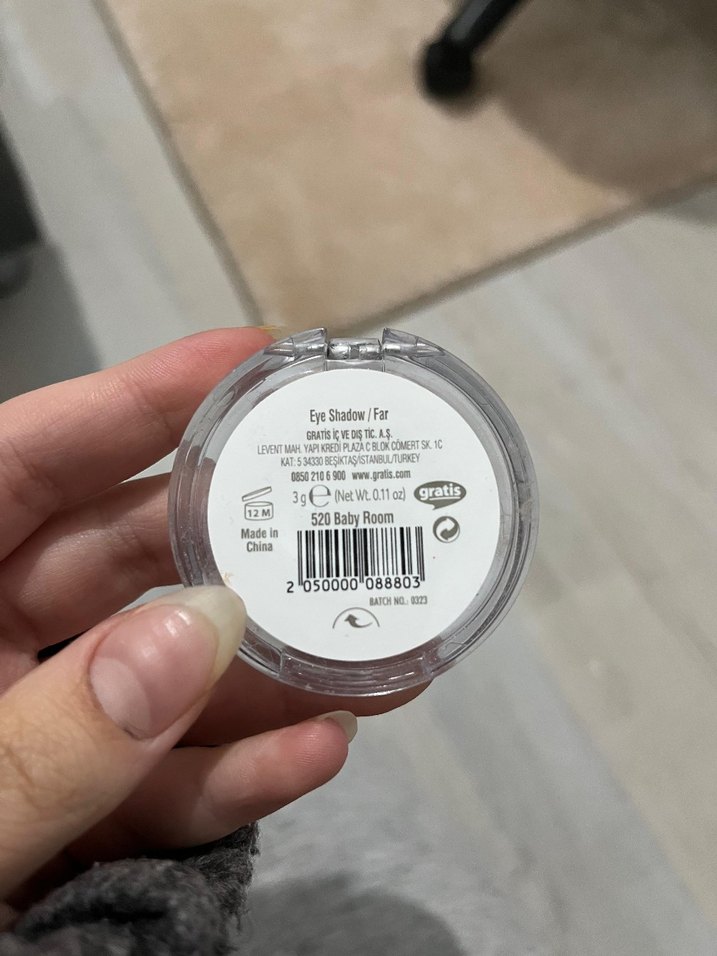 Eye Shadow / Far
GRATİS İÇ VE DIŞ TİC. A.Ş.
LEVENT MAH. YAPI KREDİ PLAZA C BLOK CÖMERT SK. 1C
KAT: 5 34330 BEŞİKTAŞ/İSTANBUL/TURKEY
0850 210 6 900 www.gratis.com
3 g ℮ (Net Wt. 0.11 oz)
gratis
12 M
520 Baby Room
Made in
China
2 050000 088803
BATCH NO.: 0323